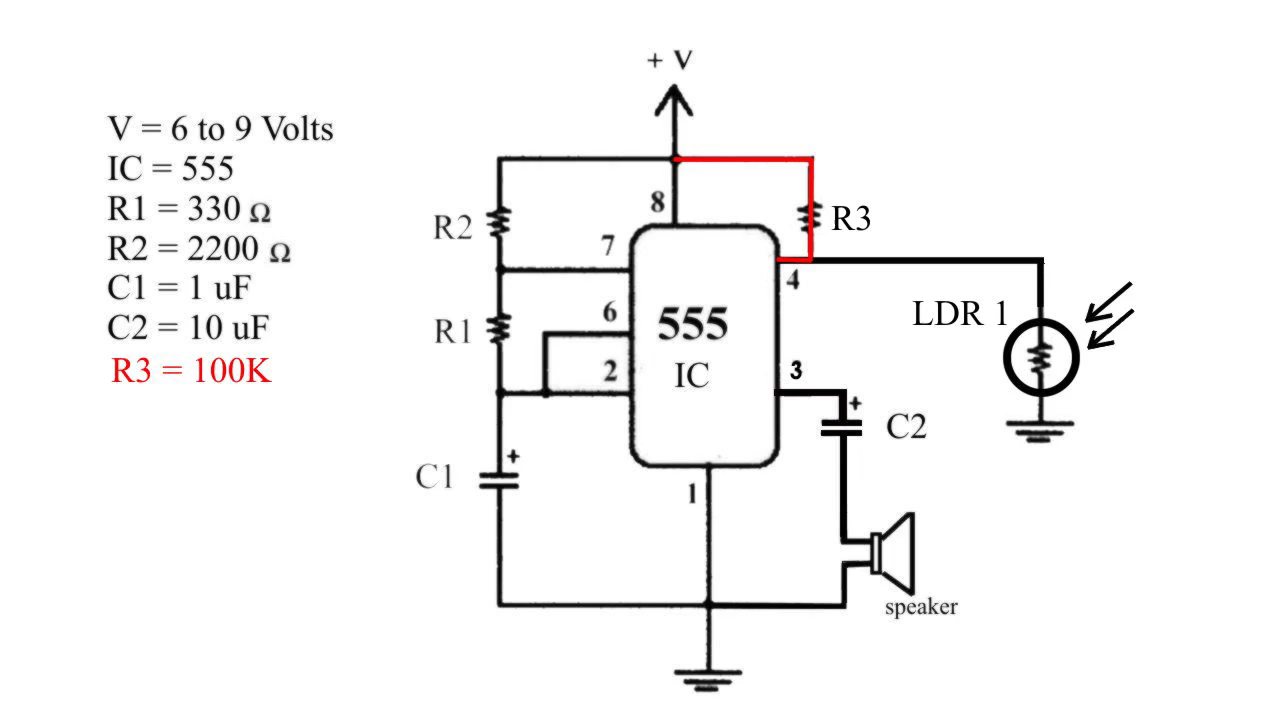 + V
V = 6 to 9 Volts
IC = 555
R1 = 330 Ω
R2 = 2200 Ω
C1 = 1 uF
C2 = 10 uF
R3 = 100K
8
R2
R3
7
4
6
LDR 1
R1
555
2
IC
3
+
C2
+
C1
1
speaker